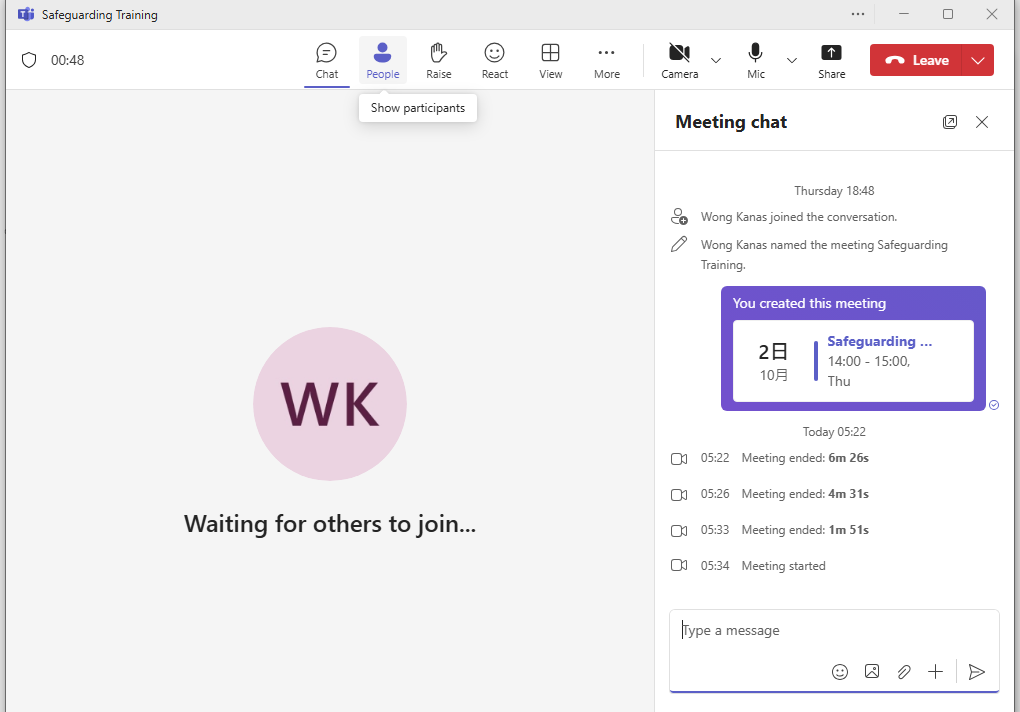 Safeguarding Training
00:48
Chat
People
Raise
React
View
More
Camera
Mic
Share
Leave
Show participants
Meeting chat
Thursday 18:48
Wong Kanas joined the conversation.
Wong Kanas named the meeting Safeguarding
Training.
You created this meeting
2日
10月
Safeguarding ...
14:00 - 15:00,
Thu
Today 05:22
05:22 Meeting ended: 6m 26s
05:26 Meeting ended: 4m 31s
05:33 Meeting ended: 1m 51s
05:34 Meeting started
WK
Waiting for others to join...
Type a message